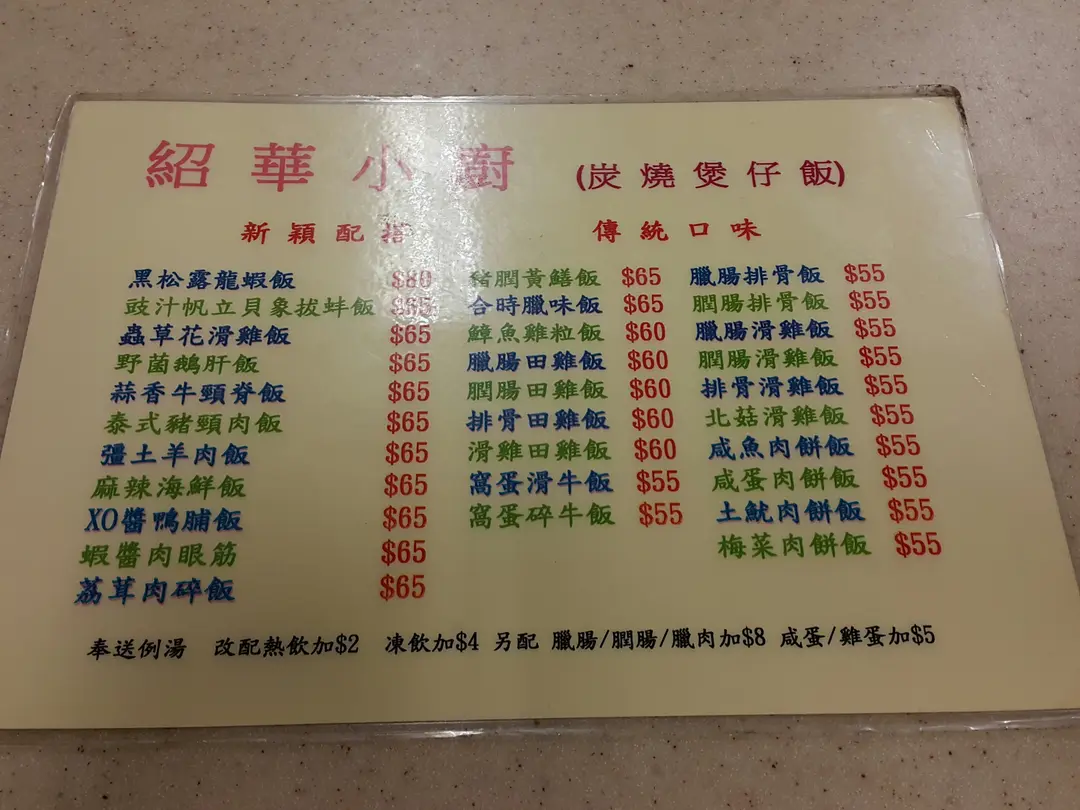 紹華小廚 (炭燒煲仔飯)
新穎配搭
黑松露龍蝦飯 $80
豉汁帆立貝象拔蚌飯
蟲草花滑雞飯 $65
野菌鵝肝飯 $65
蒜香牛頸脊飯 $65
泰式豬頸肉飯 $65
彊土羊肉飯 $65
麻辣海鮮飯 $65
XO醬鴨脯飯 $65
蝦醬肉眼筋 $65
荔茸肉碎飯 $65
傳統口味
豬膶黃鱔飯 $65
合時臘味飯 $65
鱆魚雞粒飯 $60
臘腸田雞飯 $60
膶腸田雞飯 $60
排骨田雞飯 $60
滑雞田雞飯 $60
窩蛋滑牛飯 $55
窩蛋碎牛飯 $55
臘腸排骨飯 $55
膶腸排骨飯 $55
臘腸滑雞飯 $55
膶腸滑雞飯 $55
排骨滑雞飯 $55
北菇滑雞飯 $55
咸魚肉餅飯 $55
咸蛋肉餅飯 $55
土魷肉餅飯 $55
梅菜肉餅飯 $55
奉送例湯 改配熱飲加$2 凍飲加$4 另配 臘腸/膶腸/臘肉加$8 咸蛋/雞蛋加$5